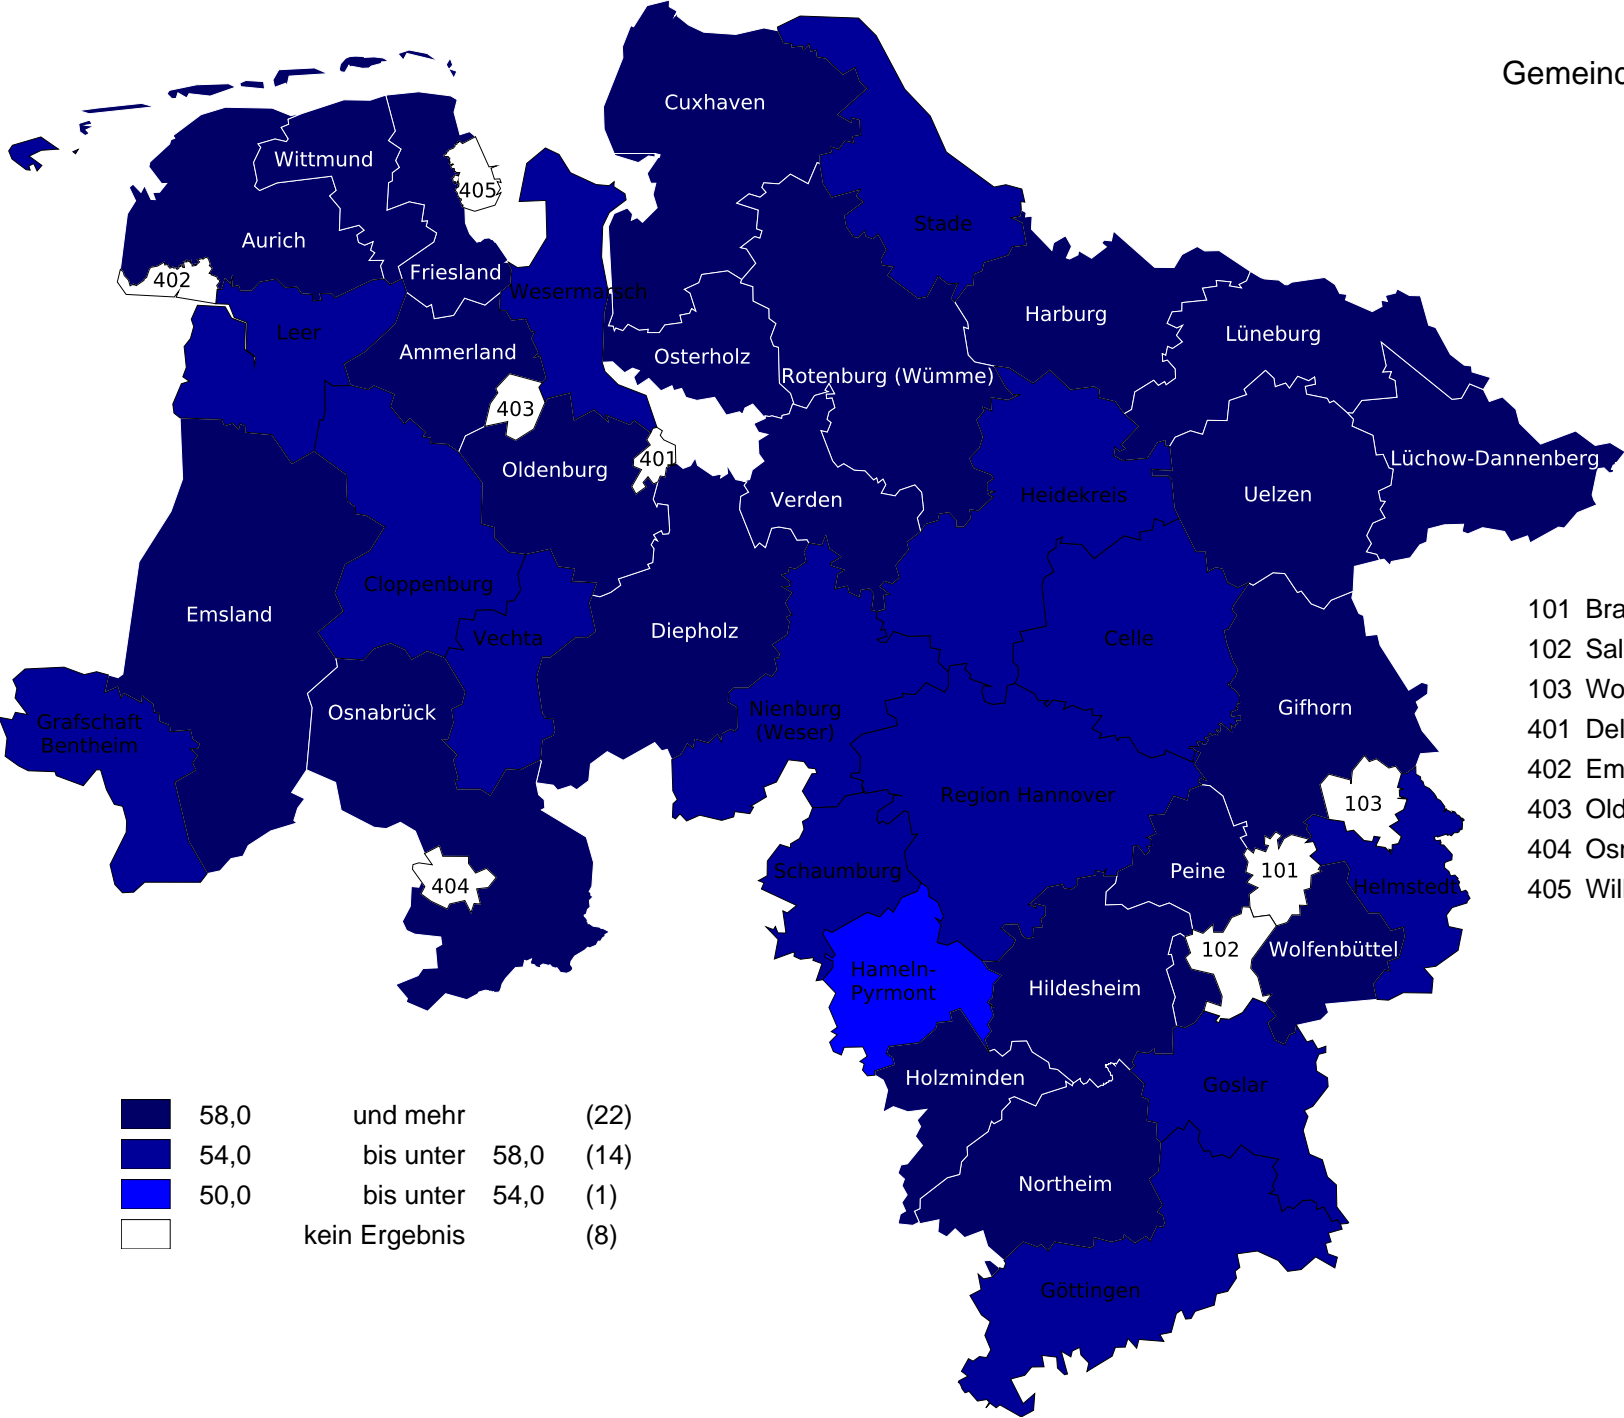 Gemeind
Cuxhaven
Wittmund
405
Stade
Aurich
Friesland
402
Wesermarsch
Harburg
Leer
Lüneburg
Ammerland
Osterholz
Rotenburg (Wümme)
403
401
Oldenburg
Lüchow-Dannenberg
Verden
Heidekreis
Uelzen
Cloppenburg
Emsland
Vechta
Diepholz
Celle
Grafschaft
Bentheim
Osnabrück
Nienburg
(Weser)
Gifhorn
Region Hannover
103
Schaumburg
Peine
101
Helmstedt
404
102
Wolfenbüttel
Hameln-
Pyrmont
Hildesheim
Holzminden
Goslar
Northeim
Göttingen
101 Bra
102 Sal
103 Wo
401 Del
402 Em
403 Old
404 Osn
405 Wil
58,0 und mehr (22)
54,0 bis unter 58,0 (14)
50,0 bis unter 54,0 (1)
kein Ergebnis (8)